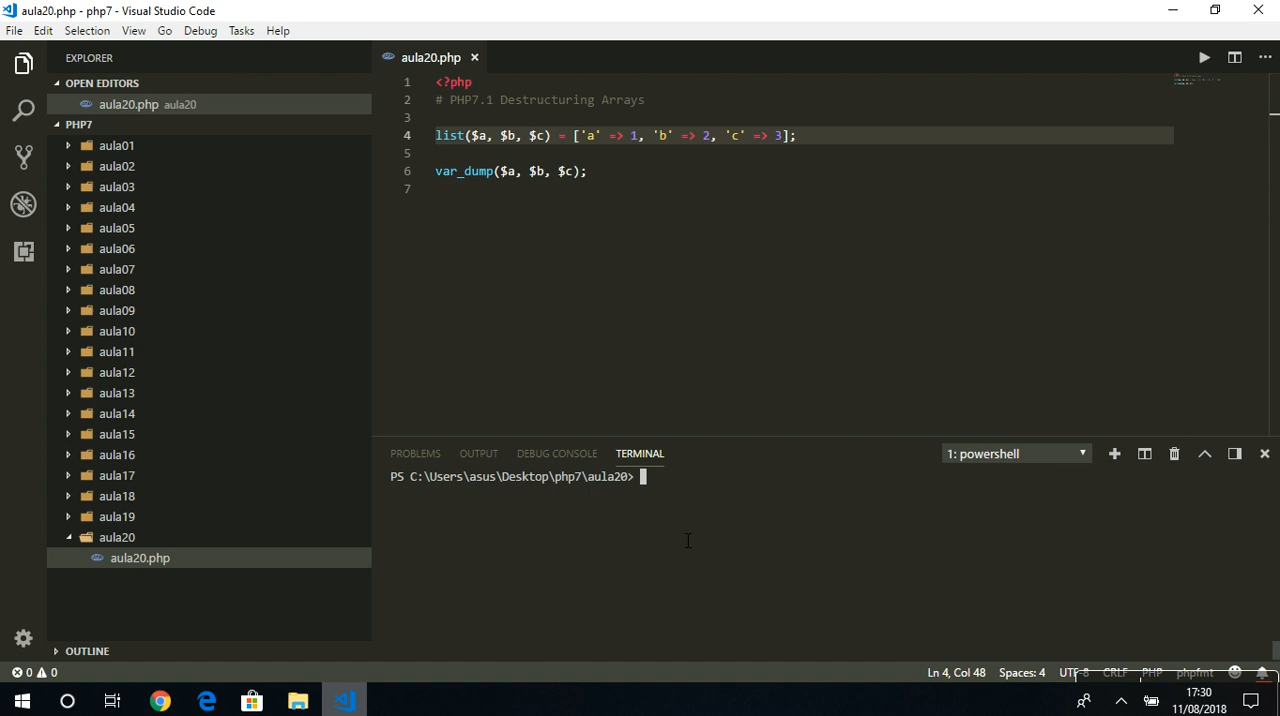 aula20.php - php7 - Visual Studio Code
File Edit Selection View Go Debug Tasks Help
EXPLORER
OPEN EDITORS
aula20.php aula20
PHP7
aula01
aula02
aula03
aula04
aula05
aula06
aula07
aula08
aula09
aula10
aula11
aula12
aula13
aula14
aula15
aula16
aula17
aula18
aula19
aula20
aula20.php
OUTLINE
aula20.php
1 <?php
2 # PHP7.1 Destructuring Arrays
3
4 list($a, $b, $c) = ['a' => 1, 'b' => 2, 'c' => 3];
5
6 var_dump($a, $b, $c);
7
PROBLEMS OUTPUT DEBUG CONSOLE TERMINAL 1: powershell
PS C:\Users\asus\Desktop\php7\aula20>
0 0 Ln 4, Col 48 Spaces: 4 UTF-8 CRLF PHP phpfmt
17:30
11/08/2018